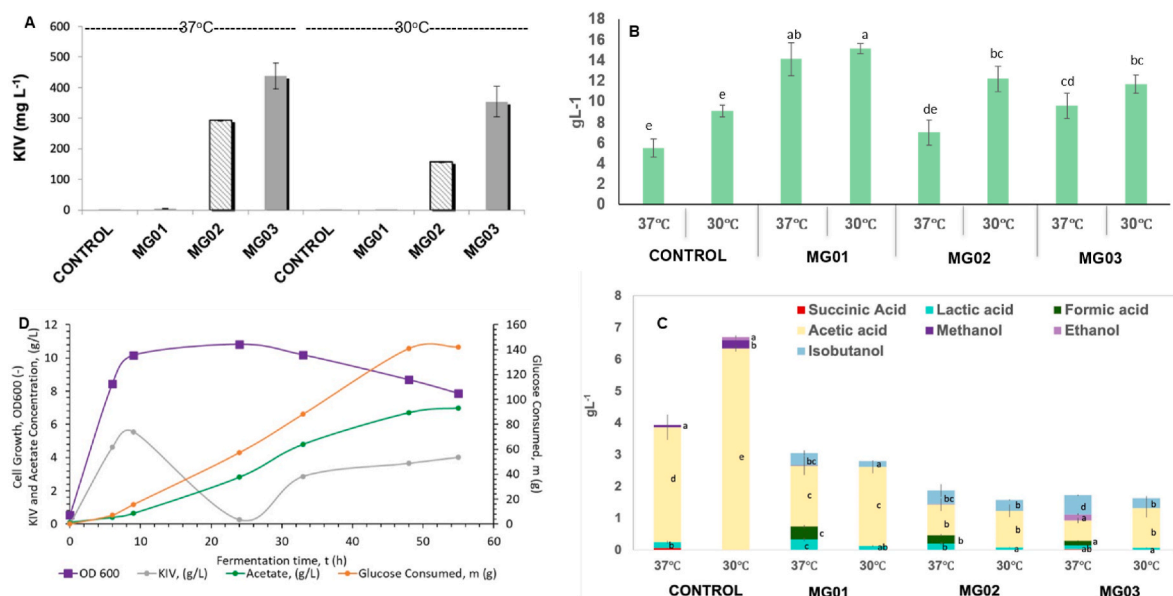 A
37°C
30°C
KIV (mg L-1)
600
500
400
300
200
100
0
CONTROL
MG01
MG02
MG03
CONTROL
MG01
MG02
MG03
B
gL-1
18
16
14
12
10
8
6
4
2
0
e
e
ab
a
de
bc
cd
bc
37°C
30°C
37°C
30°C
37°C
30°C
37°C
30°C
CONTROL
MG01
MG02
MG03
D
Cell Growth, OD600 (-)
KIV and Acetate Concentration, (g/L)
12
10
8
6
4
2
0
160
140
120
100
80
60
40
20
0
Glucose Consumed, m (g)
0
10
20
30
40
50
60
Fermentation time, t (h)
OD 600
KIV, (g/L)
Acetate, (g/L)
Glucose Consumed, m (g)
C
gL-1
8
7
6
5
4
3
2
1
0
Succinic Acid
Lactic acid
Formic acid
Acetic acid
Methanol
Ethanol
Isobutanol
a
d
b
a
b
e
bc
c
c
c
a
c
ab
bc
b
b
b
b
a
d
a
a
ab
b
b
a
37°C
30°C
37°C
30°C
37°C
30°C
37°C
30°C
CONTROL
MG01
MG02
MG03